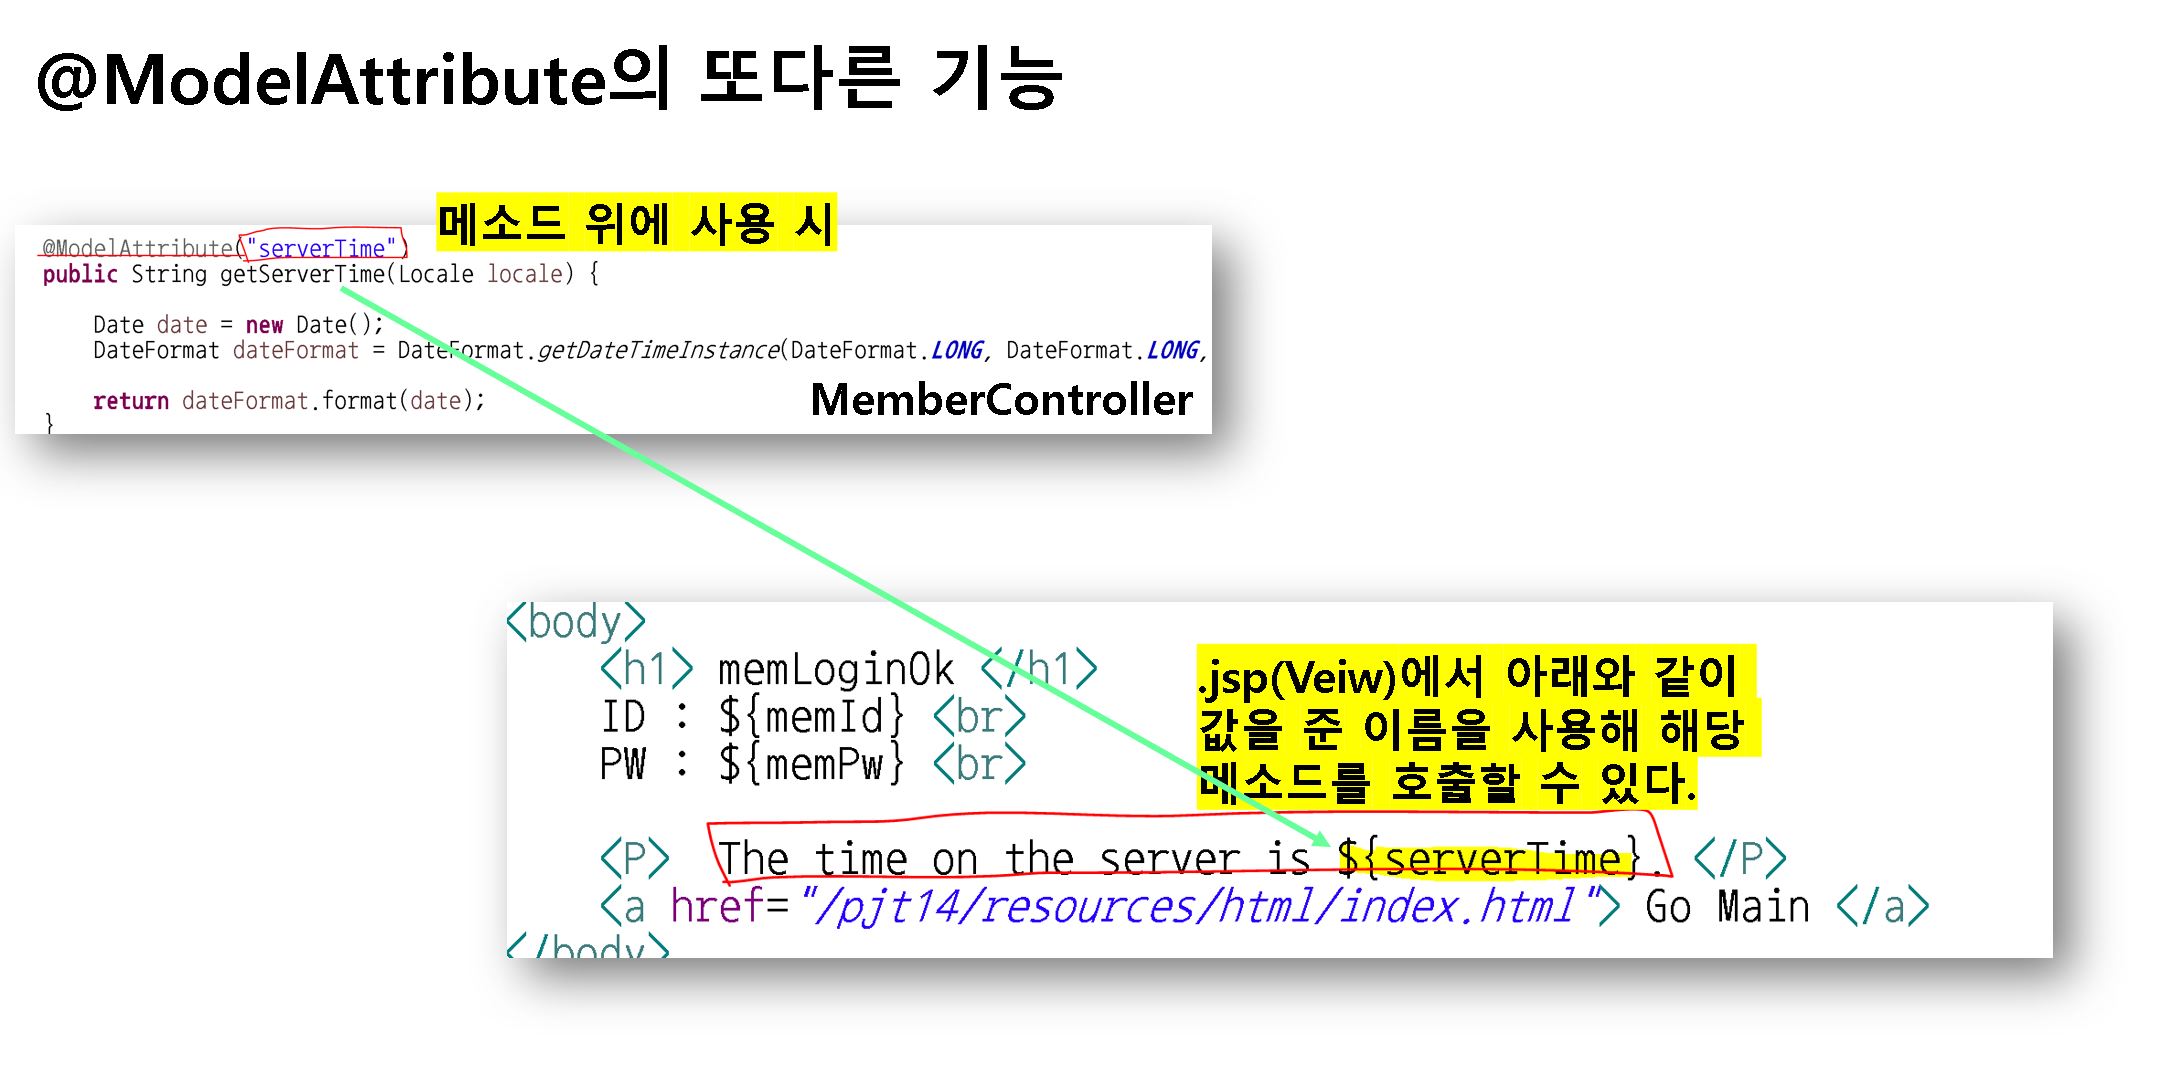 @ModelAttribute의 또다른 기능
메소드 위에 사용 시
@ModelAttribute("serverTime")
public String getServerTime(Locale locale) {
Date date = new Date();
DateFormat dateFormat = DateFormat.getDateTimeInstance(DateFormat.LONG, DateFormat.LONG,
return dateFormat.format(date);
MemberController
}
<body>
<h1> memLoginOk </h1>
ID : ${memId} <br>
PW : ${memPw} <br>
.jsp(Veiw)에서 아래와 같이
값을 준 이름을 사용해 해당
메소드를 호출할 수 있다.
<P> The time on the server is ${serverTime}. </P>
<a href="/pjt14/resources/html/index.html"> Go Main </a>
</body>